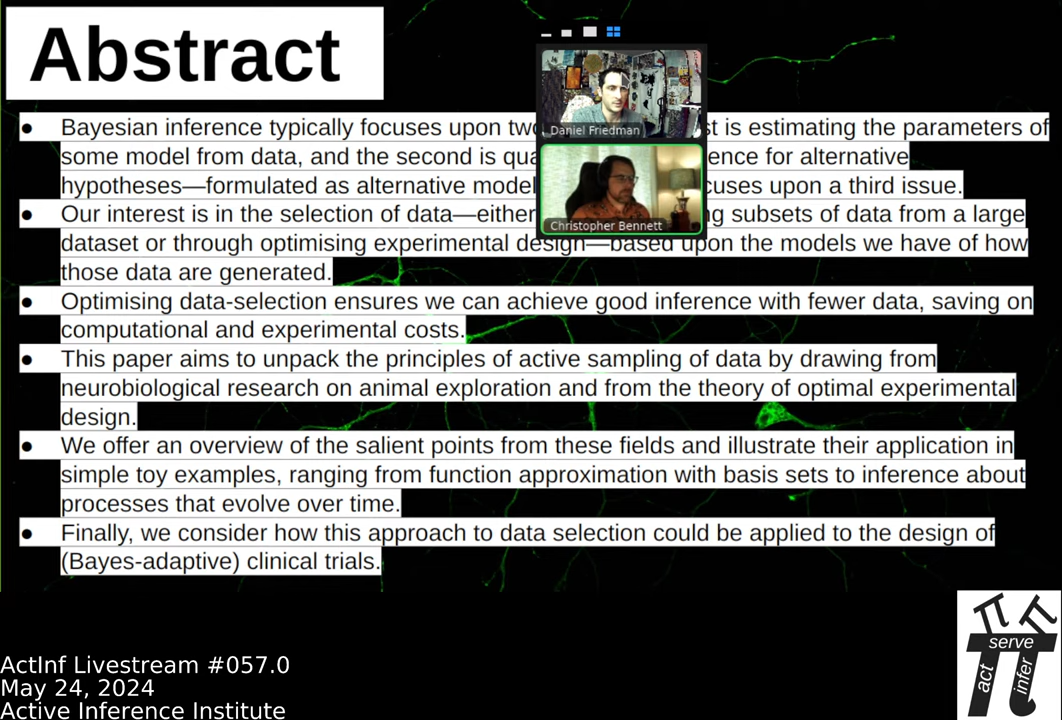 Abstract
Daniel Friedman
Christopher Bennett
● Bayesian inference typically focuses upon two st is estimating the parameters of
some model from data, and the second is qua ence for alternative
hypotheses—formulated as alternative model cuses upon a third issue.
● Our interest is in the selection of data—either ng subsets of data from a large
dataset or through optimising experimental design—based upon the models we have of how
those data are generated.
● Optimising data-selection ensures we can achieve good inference with fewer data, saving on
computational and experimental costs.
● This paper aims to unpack the principles of active sampling of data by drawing from
neurobiological research on animal exploration and from the theory of optimal experimental
design.
● We offer an overview of the salient points from these fields and illustrate their application in
simple toy examples, ranging from function approximation with basis sets to inference about
processes that evolve over time.
● Finally, we consider how this approach to data selection could be applied to the design of
(Bayes-adaptive) clinical trials.
ActInf Livestream #057.0
May 24, 2024
Active Inference Institute
serve
act
infer